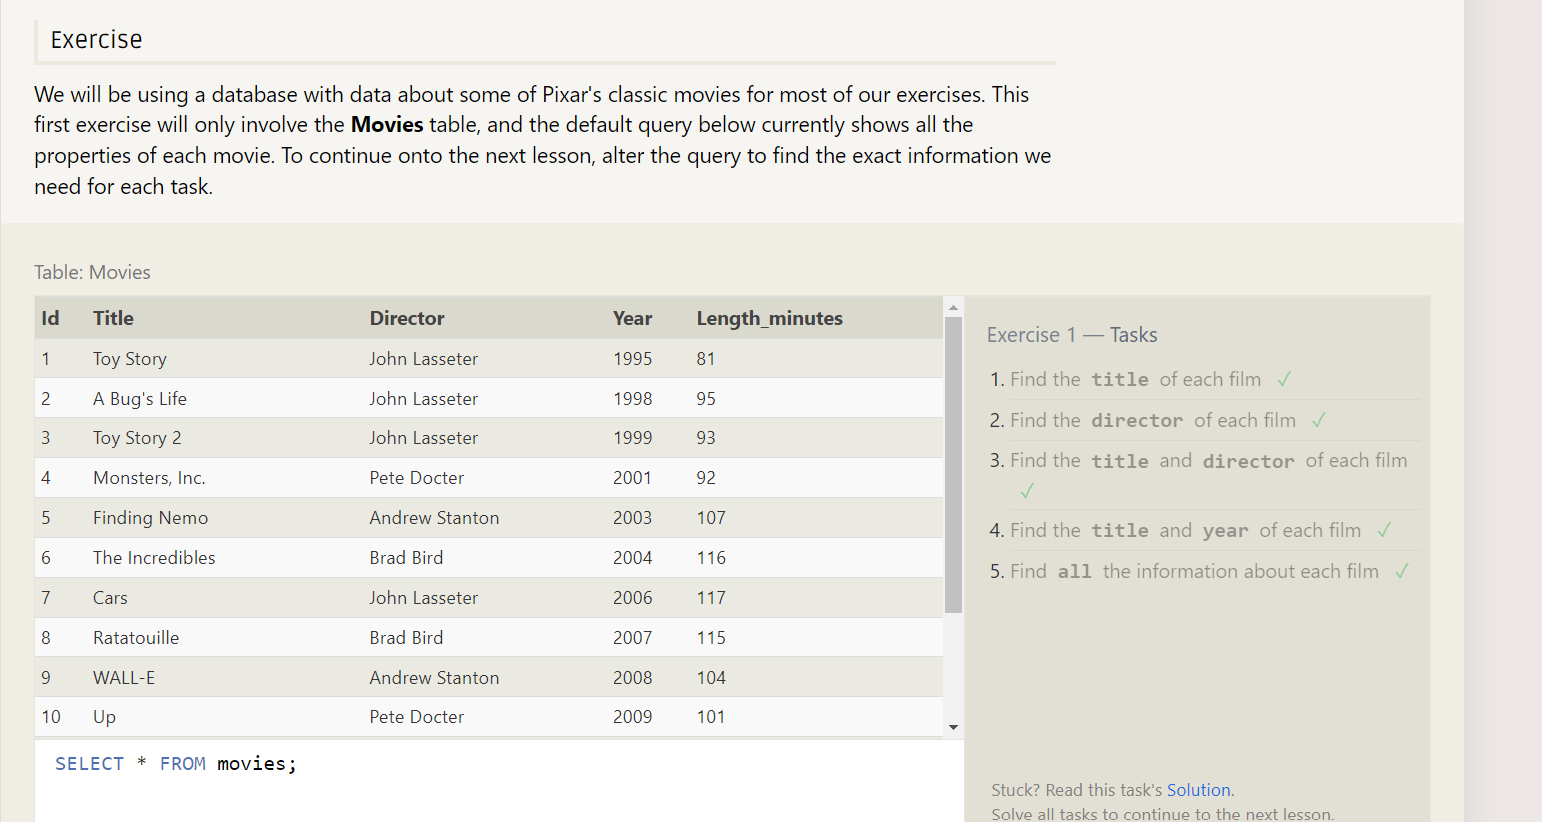 Exercise
We will be using a database with data about some of Pixar's classic movies for most of our exercises. This
first exercise will only involve the Movies table, and the default query below currently shows all the
properties of each movie. To continue onto the next lesson, alter the query to find the exact information we
need for each task.
Table: Movies
Id Title Director Year Length_minutes
1 Toy Story John Lasseter 1995 81
2 A Bug's Life John Lasseter 1998 95
3 Toy Story 2 John Lasseter 1999 93
4 Monsters, Inc. Pete Docter 2001 92
5 Finding Nemo Andrew Stanton 2003 107
6 The Incredibles Brad Bird 2004 116
7 Cars John Lasseter 2006 117
8 Ratatouille Brad Bird 2007 115
9 WALL-E Andrew Stanton 2008 104
10 Up Pete Docter 2009 101
SELECT * FROM movies;
Exercise 1 — Tasks
1. Find the title of each film ✓
2. Find the director of each film ✓
3. Find the title and director of each film
✓
4. Find the title and year of each film ✓
5. Find all the information about each film ✓
Stuck? Read this task's Solution.
Solve all tasks to continue to the next lesson.